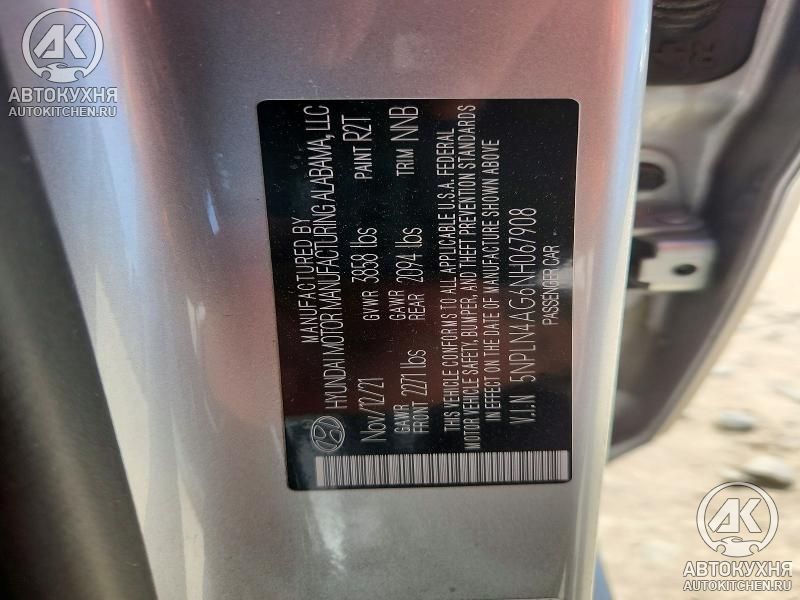 АВТОКУХНЯ
AUTOKITCHEN.RU
MANUFACTURED BY
HYUNDAI MOTOR MANUFACTURING ALABAMA, LLC
Nov/12/21 GVWR 3858 lbs PAINT R2T
GAWR FRONT 2271 lbs GAWR REAR 2094 lbs TRIM NNB
THIS VEHICLE CONFORMS TO ALL APPLICABLE U.S.A. FEDERAL
MOTOR VEHICLE SAFETY, BUMPER, AND THEFT PREVENTION STANDARDS
IN EFFECT ON THE DATE OF MANUFACTURE SHOWN ABOVE
V.I.N 5NPLN4AG6NH067908
PASSENGER CAR
АВТОКУХНЯ
AUTOKITCHEN.RU